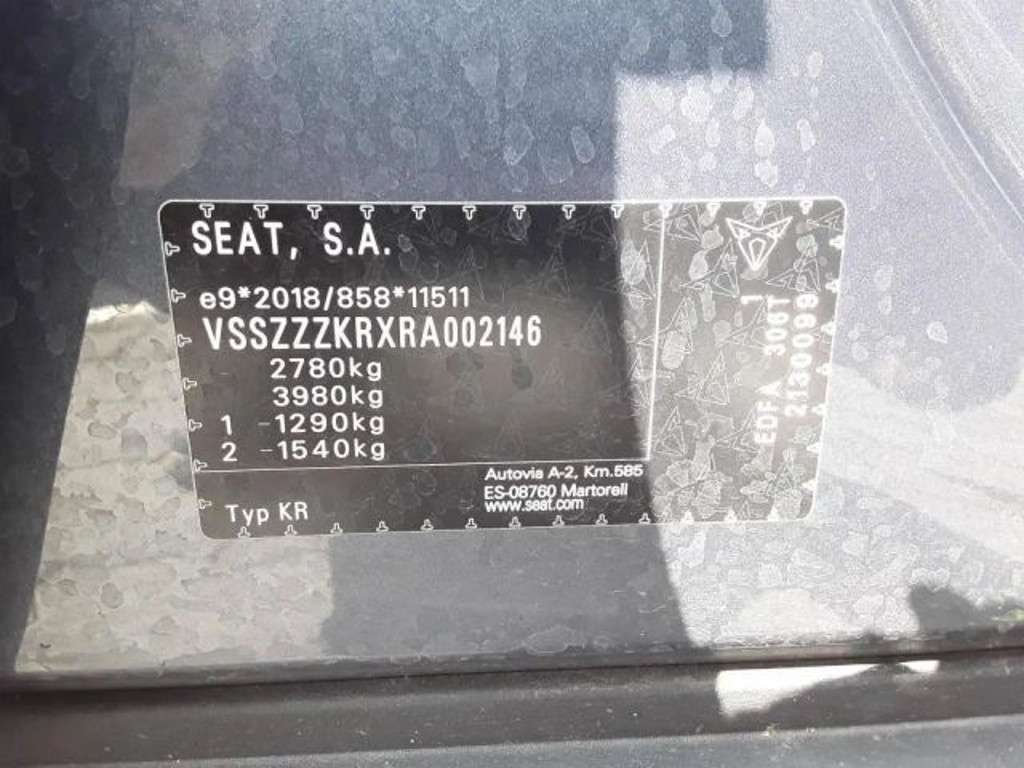 SEAT, S.A.
e9*2018/858*11511
VSSZZZKRXRA002146
2780kg
3980kg
1 -1290kg
2 -1540kg
Typ KR
Autovia A-2, Km.585
ES-08760 Martorell
www.seat.com
EDFA 306T 1
2130099